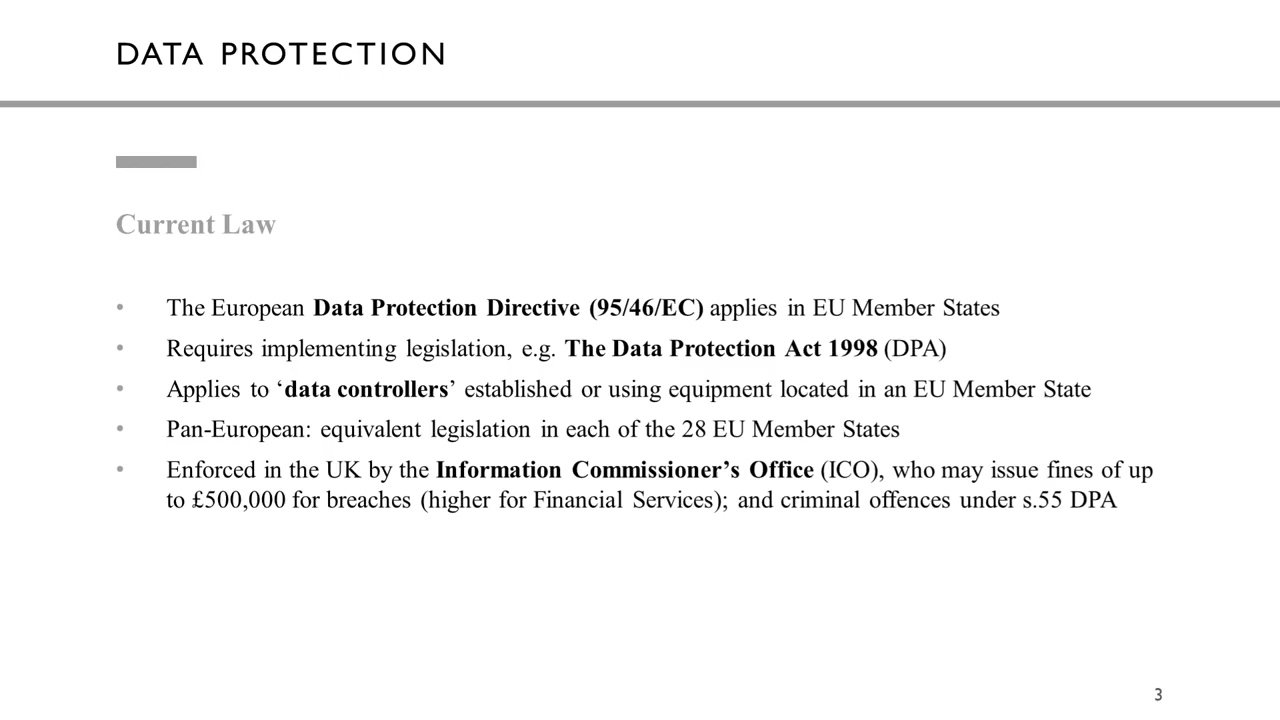 DATA PROTECTION
Current Law
• The European Data Protection Directive (95/46/EC) applies in EU Member States
• Requires implementing legislation, e.g. The Data Protection Act 1998 (DPA)
• Applies to ‘data controllers’ established or using equipment located in an EU Member State
• Pan-European: equivalent legislation in each of the 28 EU Member States
• Enforced in the UK by the Information Commissioner’s Office (ICO), who may issue fines of up
to £500,000 for breaches (higher for Financial Services); and criminal offences under s.55 DPA
3